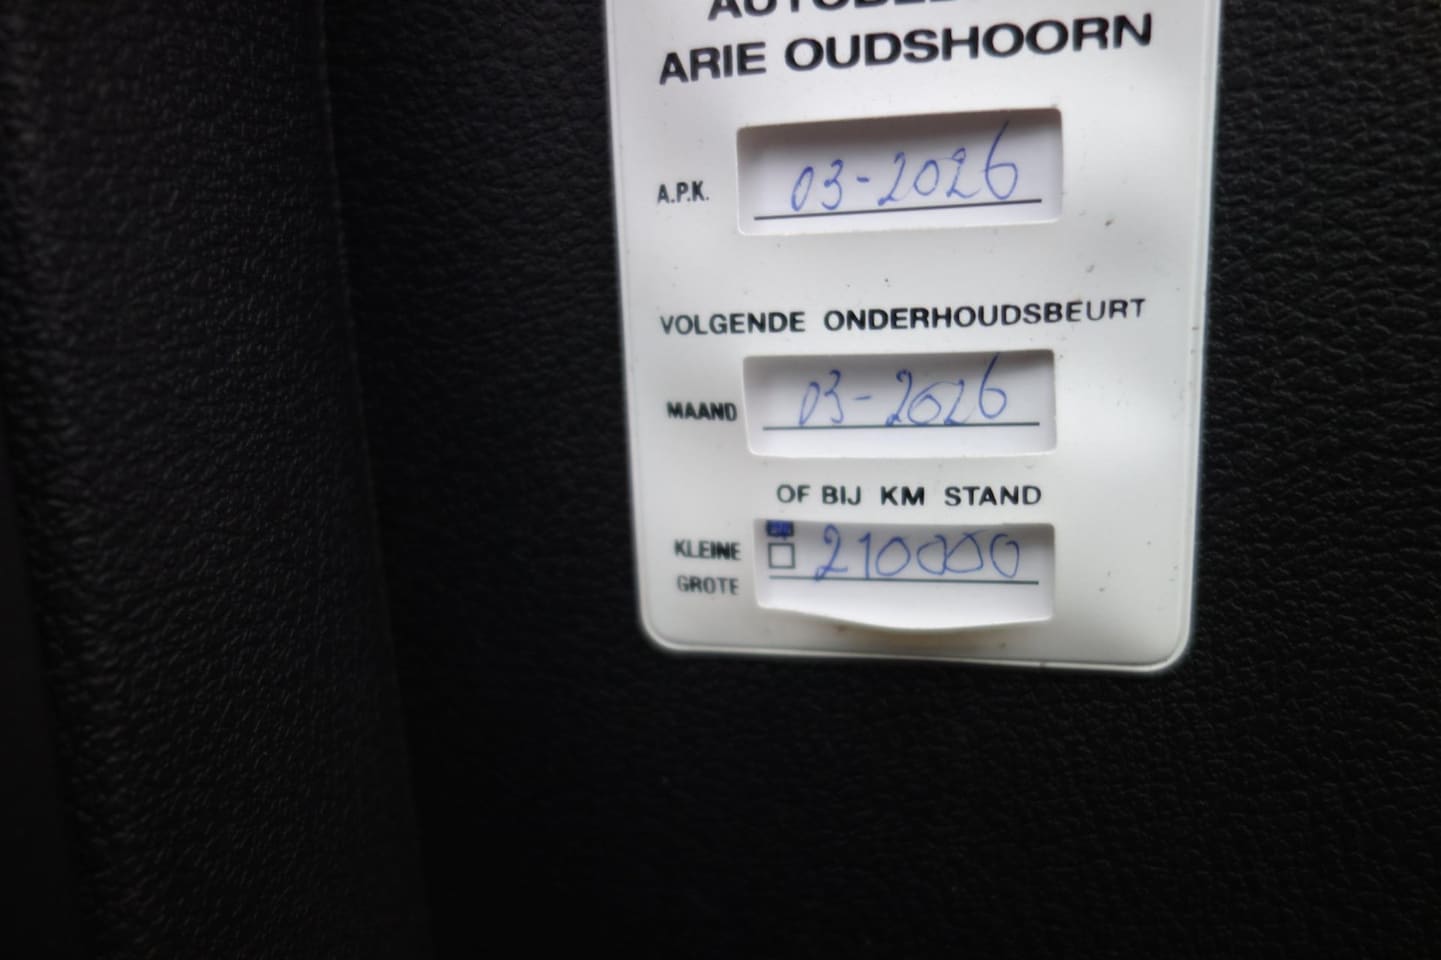 ARIE OUDSHOORN
A.P.K. 03-2026
VOLGENDE ONDERHOUDSBEURT
MAAND 03-2026
OF BIJ KM STAND
KLEINE 210000
GROTE